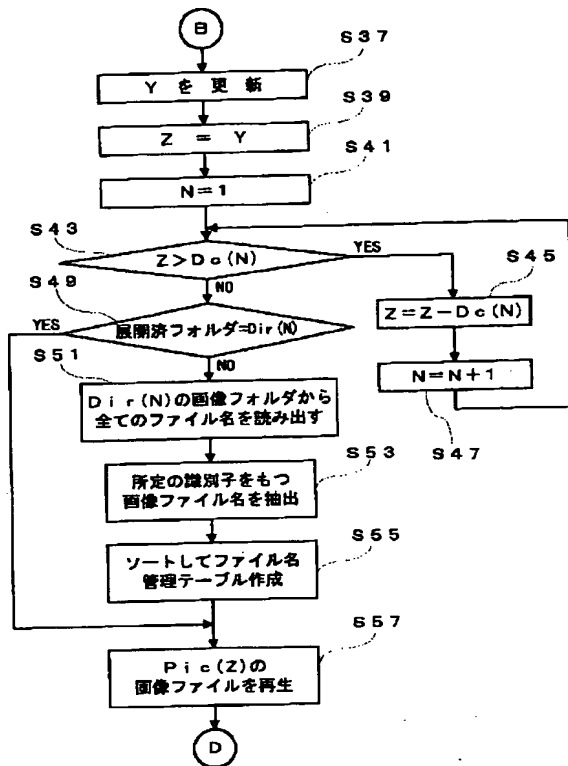 B
S37
Yを更新
S39
Z = Y
S41
N=1
S43
Z>Dc(N)
YES
NO
S45
Z=Z-Dc(N)
N=N+1
S47
S49
YES
展開済フォルダ=Dir(N)
NO
S51
Dir(N)の画像フォルダから
全てのファイル名を読み出す
S53
所定の識別子をもつ
画像ファイル名を抽出
S55
ソートしてファイル名
管理テーブル作成
S57
Pic(Z)の
画像ファイルを再生
D